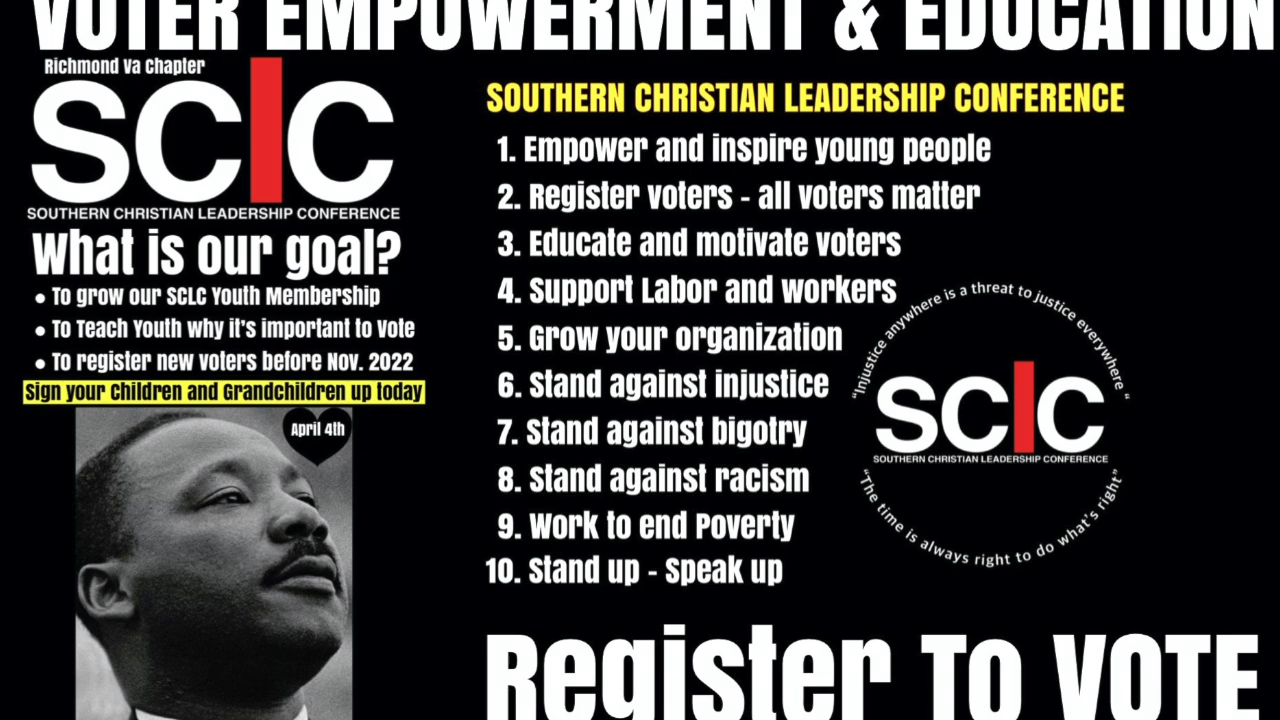 VOTER EMPOWERMENT & EDUCATION
Richmond Va Chapter
SCLC
SOUTHERN CHRISTIAN LEADERSHIP CONFERENCE
What is our goal?
• To grow our SCLC Youth Membership
• To Teach Youth why it's important to Vote
• To register new voters before Nov. 2022
Sign your Children and Grandchildren up today
April 4th
SOUTHERN CHRISTIAN LEADERSHIP CONFERENCE
1. Empower and inspire young people
2. Register voters - all voters matter
3. Educate and motivate voters
4. Support Labor and workers
5. Grow your organization
6. Stand against injustice
7. Stand against bigotry
8. Stand against racism
9. Work to end Poverty
10. Stand up - Speak up
"Injustice anywhere is a threat to justice everywhere "
SCLC
SOUTHERN CHRISTIAN LEADERSHIP CONFERENCE
"The time is always right to do what's right"
Register To VOTE